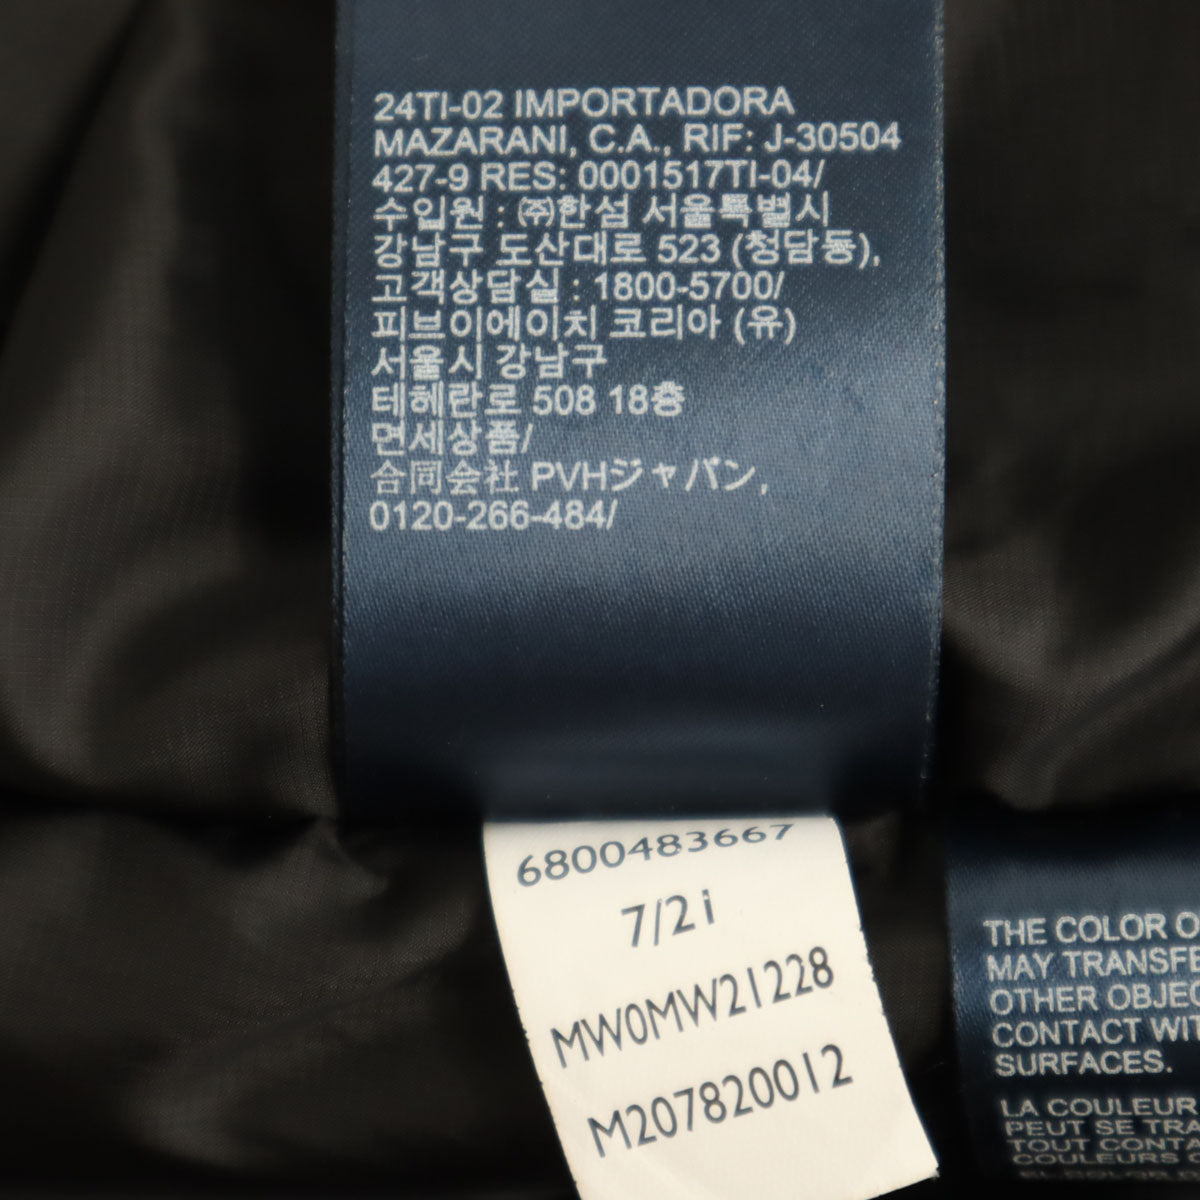 24TI-02 IMPORTADORA
MAZARANI, C.A., RIF: J-30504
427-9 RES: 0001517TI-04/
수입원 : ㈜한섬 서울특별시
강남구 도산대로 523 (청담동),
고객상담실 : 1800-5700/
피브이에이치 코리아 (유)
서울시 강남구
테헤란로 508 18층
면세상품/
合同会社 PVHジャパン,
0120-266-484/
6800483667
7/2 i
MW0MW21228
M207820012
THE COLOR O
MAY TRANSFE
OTHER OBJEC
CONTACT WIT
SURFACES.
LA COULEUR
PEUT SE TRA
TOUT CONTA
COULEURS C